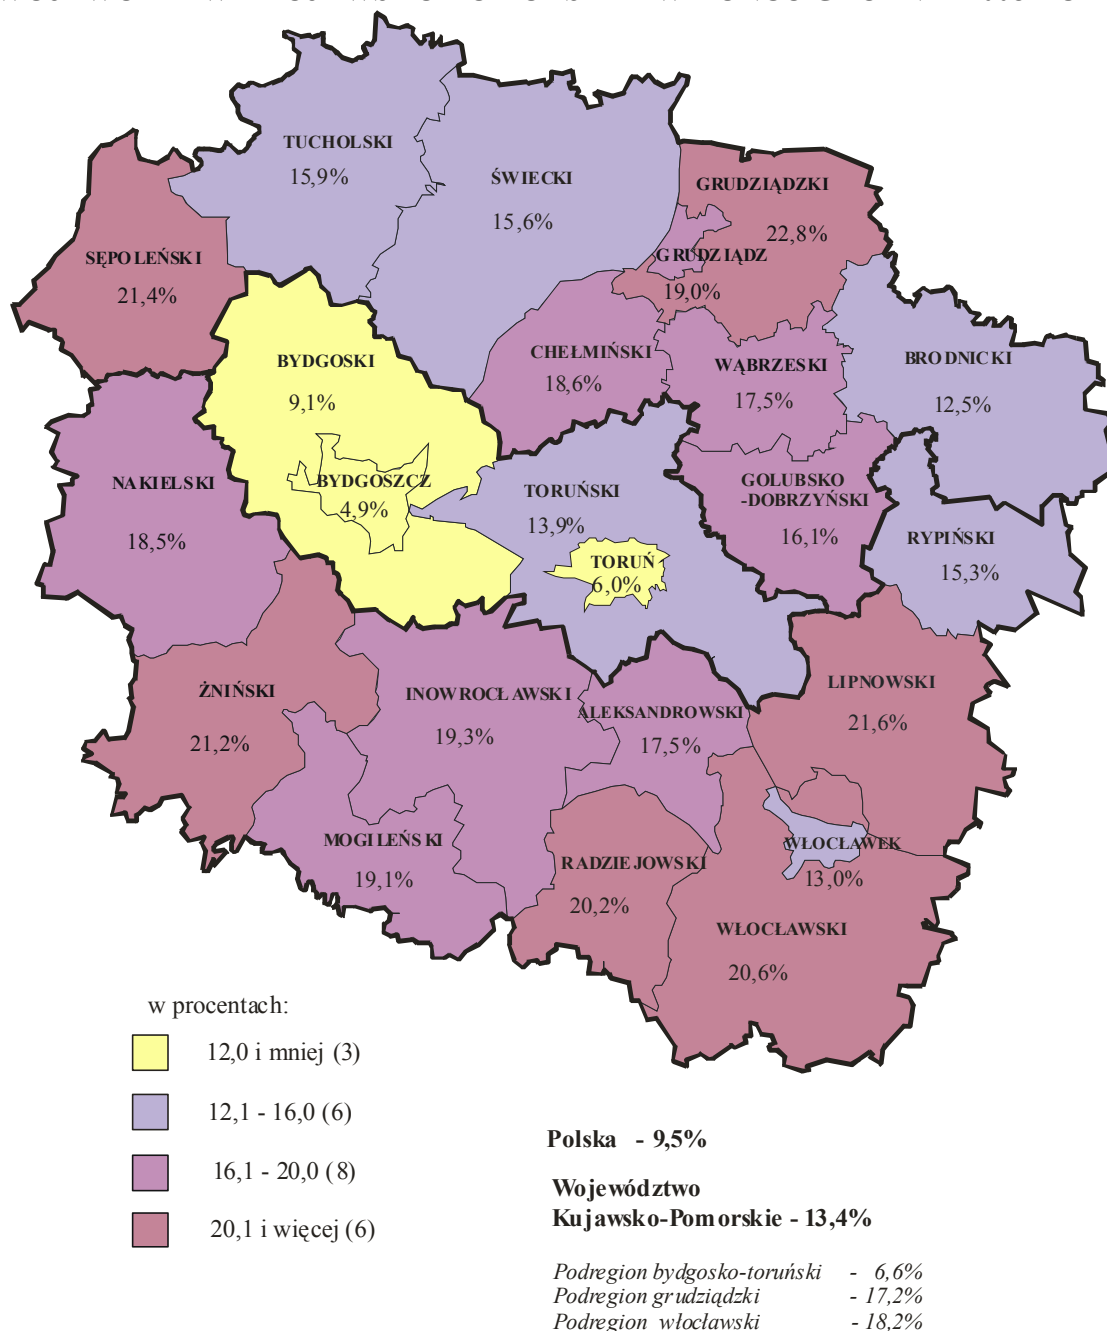 TUCHOLSKI
15,9%
ŚWIECKI
15,6%
GRUDZIĄDZKI
22,8%
GRUDZIĄDZ
19,0%
SĘPOLEŃSKI
21,4%
BYDGOSKI
9,1%
CHEŁMIŃSKI
18,6%
WĄBRZESKI
17,5%
BRODNICKI
12,5%
NAKIELSKI
18,5%
BYDGOSZCZ
4,9%
TORUŃSKI
13,9%
GOLUBSKO
-DOBRZYŃSKI
16,1%
RYPIŃSKI
15,3%
TORUŃ
6,0%
ŻNIŃSKI
21,2%
INOWROCŁAWSKI
19,3%
ALEKSANDROWSKI
17,5%
LIPNOWSKI
21,6%
MOGILEŃSKI
19,1%
RADZIEJOWSKI
20,2%
WŁOCŁAWEK
13,0%
WŁOCŁAWSKI
20,6%
w procentach:
12,0 i mniej (3)
12,1 - 16,0 (6)
16,1 - 20,0 (8)
20,1 i więcej (6)
Polska - 9,5%
Województwo
Kujawsko-Pomorskie - 13,4%
Podregion bydgosko-toruński - 6,6%
Podregion grudziądzki - 17,2%
Podregion włocławski - 18,2%